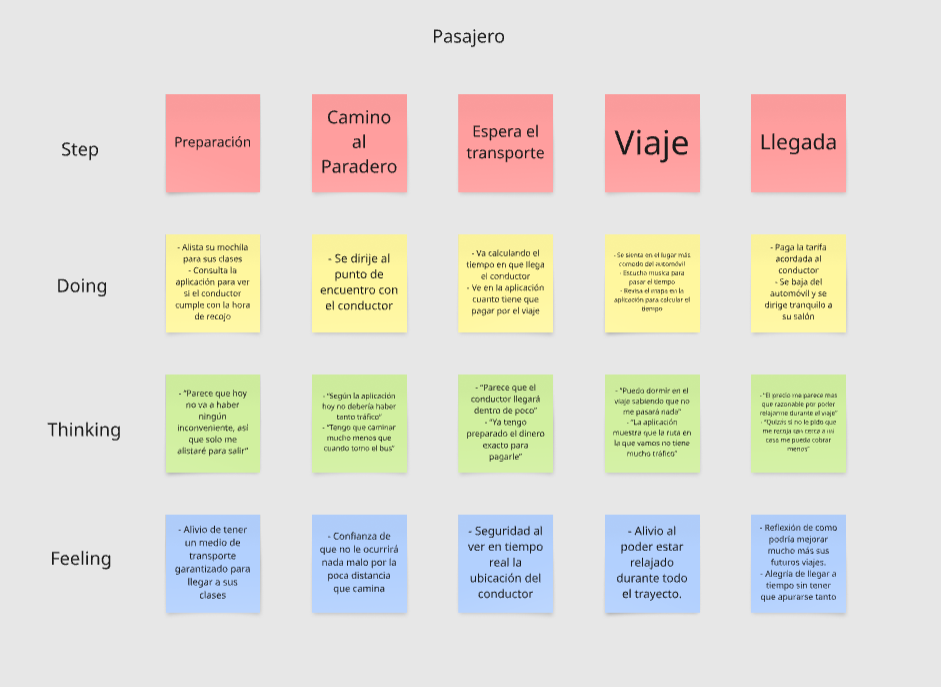 Pasajero
Step
Preparación
Camino
al
Paradero
Espera el
transporte
Viaje
Llegada
Doing
- Alista su mochila
para sus clases
- Consulta la
aplicación para ver
si el conductor
cumple con la hora
de recojo
- Se dirije al
punto de
encuentro con
el conductor
- Va calculando el
tiempo en que llega
el conductor
- Ve en la aplicación
cuanto tiene que
pagar por el viaje
- Se sienta en el lugar más
comodo del automóvil
- Escucha musica para
pasar el tiempo
- Revisa el mapa en la
aplicación para calcular el
tiempo
- Paga la tarifa
acordada al
conductor
- Se baja del
automóvil y se
dirige tranquilo a
su salón
Thinking
- "Parece que hoy
no va a haber
ningún
inconveniente, así
que solo me
alistaré para salir"
- "Según la aplicación
hoy no debería haber
tanto tráfico"
- "Tengo que caminar
mucho menos que
cuando tomo el bus"
- "Parece que el
conductor llegará
dentro de poco"
- "Ya tengo
preparado el dinero
exacto para
pagarle"
- "Puedo dormir en el
viaje sabiendo que no
me pasará nada"
- "La aplicación
muestra que la ruta en
la que vamos no tiene
mucho tráfico"
- "El precio me parece mas
que razonable por poder
relajarme durante el viaje"
- "Quizás si no le pido que
me recoja tan cerca a mi
casa me pueda cobrar
menos"
Feeling
- Alivio de tener
un medio de
transporte
garantizado para
llegar a sus
clases
- Confianza de
que no le ocurrirá
nada malo por la
poca distancia
que camina
- Seguridad al
ver en tiempo
real la
ubicación del
conductor
- Alivio al
poder estar
relajado
durante todo
el trayecto.
- Reflexión de como
podría mejorar
mucho más sus
futuros viajes.
- Alegria de llegar a
tiempo sin tener
que apurarse tanto